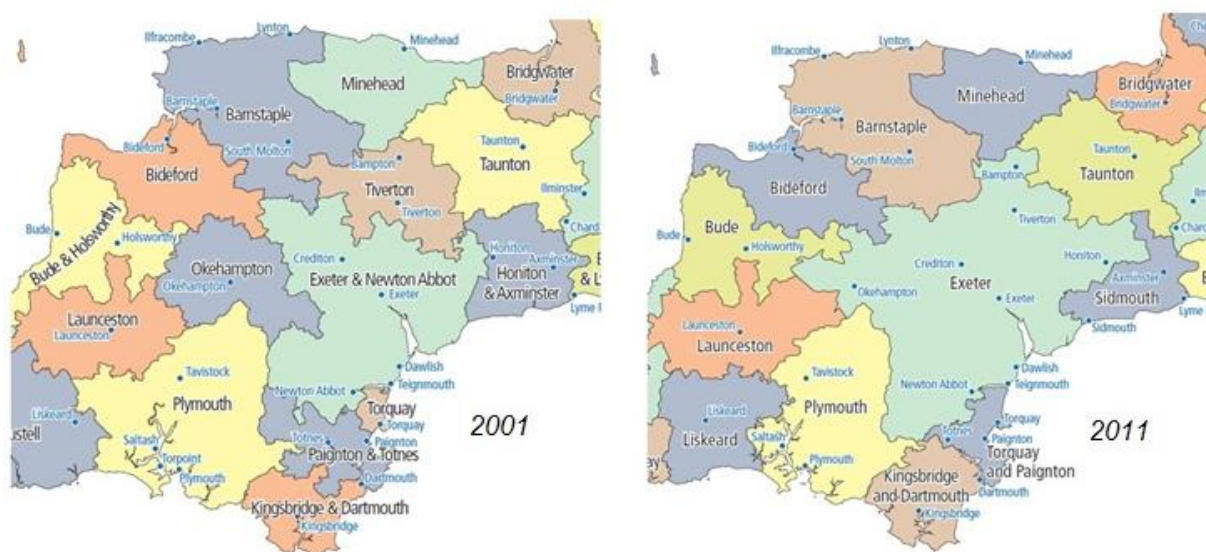 Ilfracombe
Lynton
Minehead
Minehead
Bridgwater
Bridgwater
Barnstaple
Barnstaple
Bideford
South Molton
Bideford
Bampton
Taunton
Taunton
Tiverton
Tiverton
Ilminster
Chard
Bude
Bude & Holsworthy
Holsworthy
Okehampton
Okehampton
Crediton
Exeter & Newton Abbot
Exeter
Honiton
Axminster
Honiton
& Axminster
& L
Lyme
Launceston
Launceston
Tavistock
Plymouth
Dawlish
Teignmouth
Newton Abbot
Torquay
Torquay
Liskeard
stell
Saltash
Torpoint
Plymouth
Totnes
Paignton
Paignton & Totnes
Dartmouth
Kingsbridge & Dartmouth
Kingsbridge
2001
Ilfracombe
Lynton
Minehead
Minehead
Bridgwater
Bridgwater
Barnstaple
Barnstaple
Bideford
South Molton
Bideford
Bampton
Taunton
Taunton
Tiverton
Ilm
Chard
Bude
Bude
Holsworthy
Okehampton
Crediton
Exeter
Exeter
Honiton
Axminster
Sidmouth
Sidmouth
Lyme
Launceston
Launceston
Tavistock
Plymouth
Dawlish
Teignmouth
Newton Abbot
Liskeard
Liskeard
Saltash
Plymouth
Totnes
Torquay
Paignton
Torquay
and Paignton
Kingsbridge
and Dartmouth
Dartmouth
Kingsbridge
2011